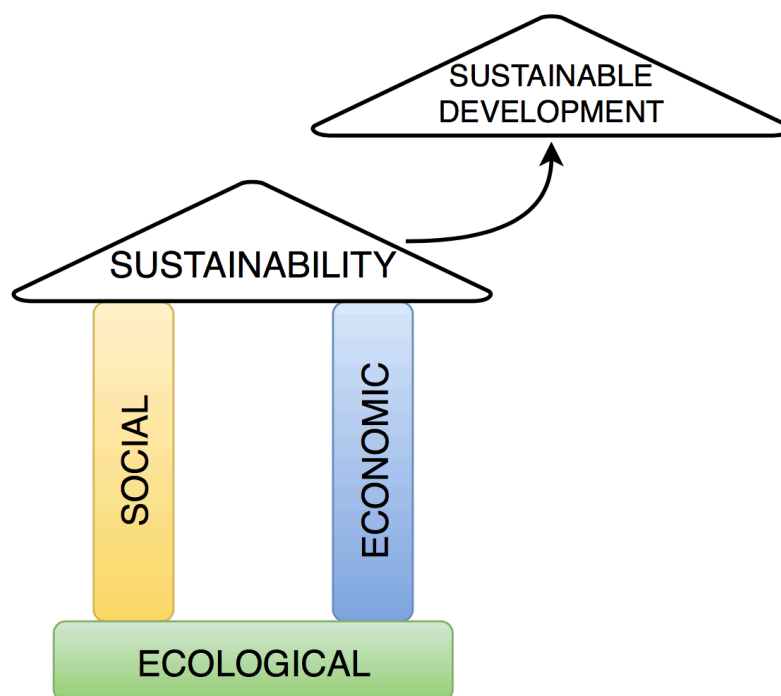 SUSTAINABLE
DEVELOPMENT
SUSTAINABILITY
SOCIAL
ECONOMIC
ECOLOGICAL